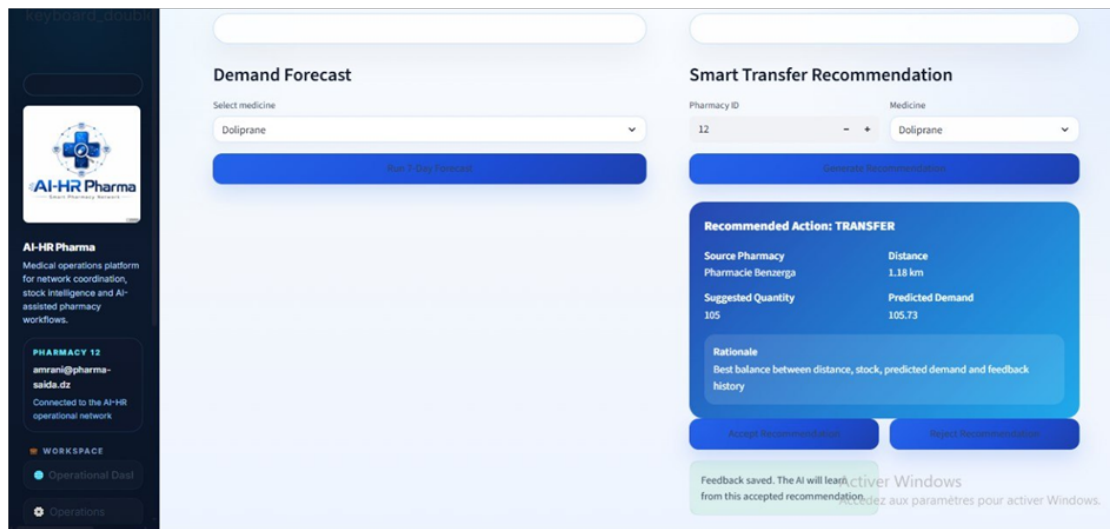 keyboard_doubl
AI-HR Pharma
Smart Pharmacy Network
AI-HR Pharma
Medical operations platform
for network coordination,
stock intelligence and AI-
assisted pharmacy
workflows.
PHARMACY 12
amrani@pharma-
saida.dz
Connected to the AI-HR
operational network
WORKSPACE
Operational Dasl
Operations
Demand Forecast
Select medicine
Doliprane
Run 7-Day Forecast
Smart Transfer Recommendation
Pharmacy ID
Medicine
12
- +
Doliprane
Generate Recommendation
Recommended Action: TRANSFER
Source Pharmacy
Distance
Pharmacie Benzerga
1.18 km
Suggested Quantity
Predicted Demand
105
105.73
Rationale
Best balance between distance, stock, predicted demand and feedback
history
Accept Recommendation
Reject Recommendation
Feedback saved. The AI will learn
from this accepted recommendation.
Activer Windows
Accédez aux paramètres pour activer Windows.